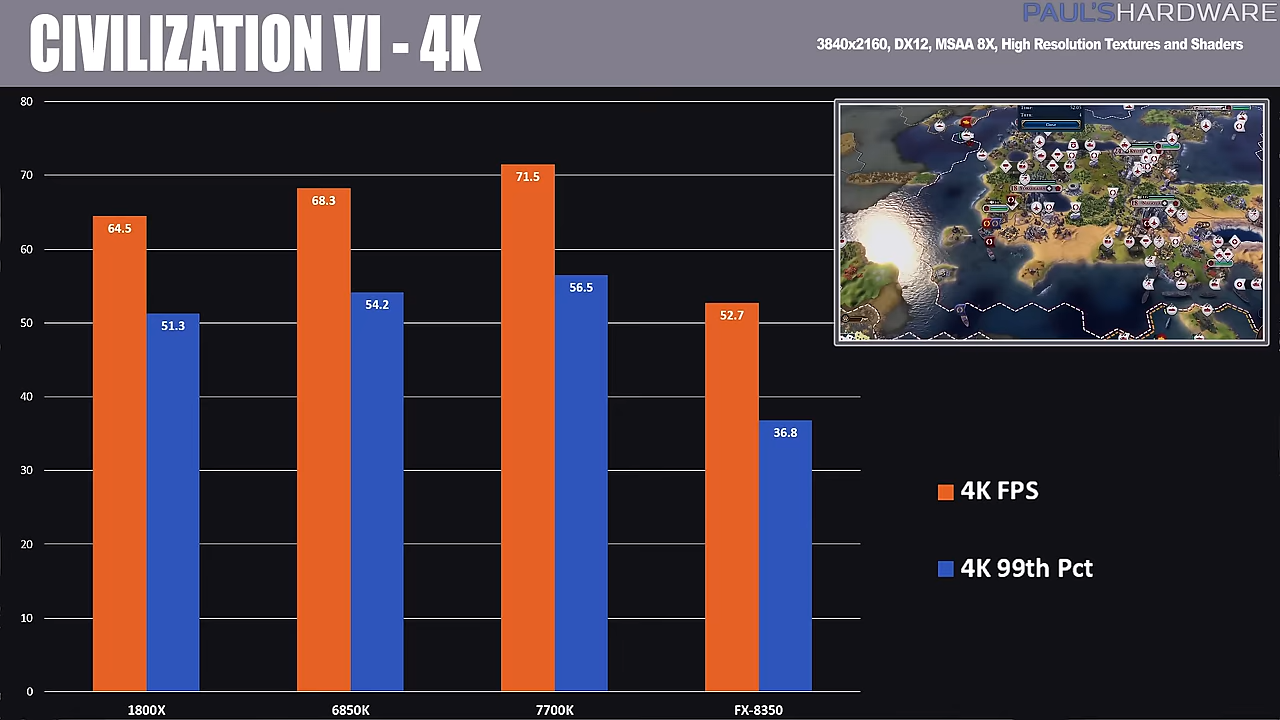 CIVILIZATION VI - 4K
PAUL'SHARDWARE
3840x2160, DX12, MSAA 8X, High Resolution Textures and Shaders
80
70
60
50
40
30
20
10
0
64.5
51.3
68.3
54.2
71.5
56.5
52.7
36.8
1800X
6850K
7700K
FX-8350
4K FPS
4K 99th Pct